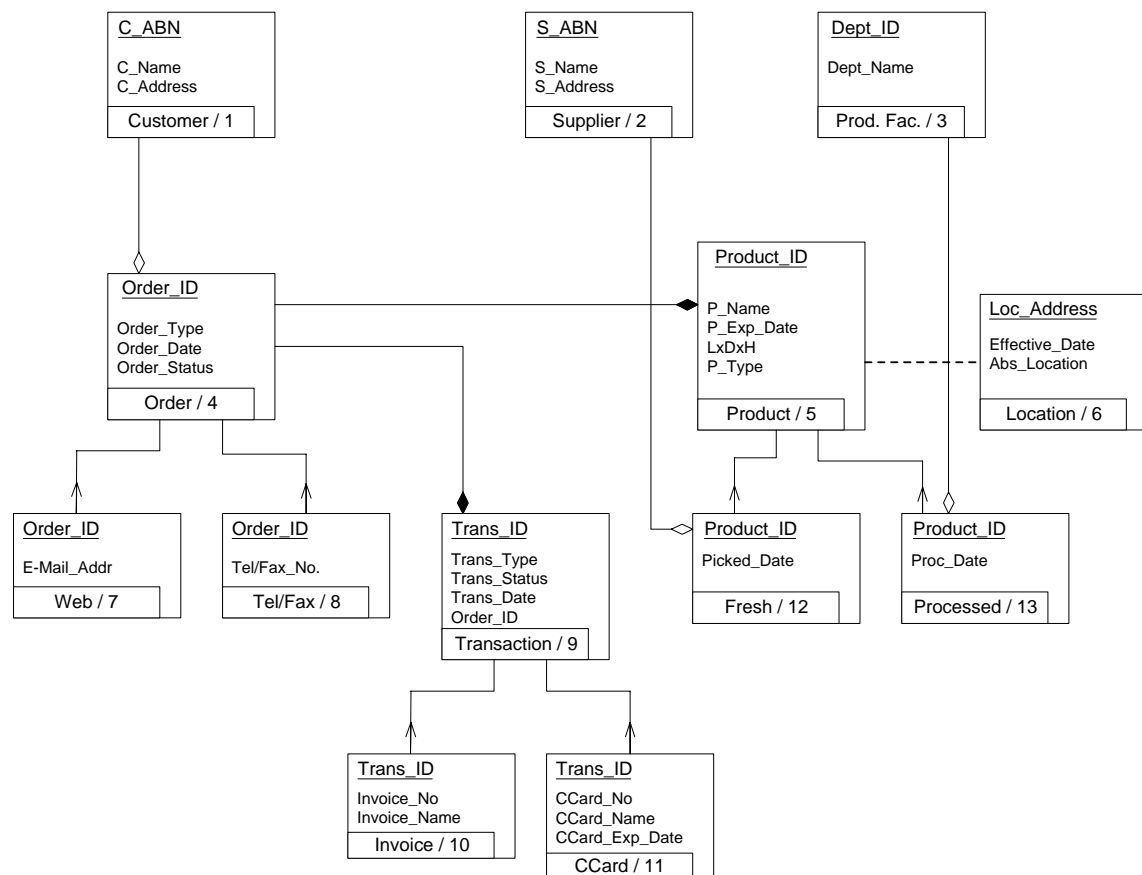 C_ABN
C_Name
C_Address
Customer / 1
S_ABN
S_Name
S_Address
Supplier / 2
Dept_ID
Dept_Name
Prod. Fac. / 3
Order_ID
Order_Type
Order_Date
Order_Status
Order / 4
Product_ID
P_Name
P_Exp_Date
LxDxH
P_Type
Product / 5
Loc_Address
Effective_Date
Abs_Location
Location / 6
Order_ID
E-Mail_Addr
Web / 7
Order_ID
Tel/Fax_No.
Tel/Fax / 8
Trans_ID
Trans_Type
Trans_Status
Trans_Date
Order_ID
Transaction / 9
Product_ID
Picked_Date
Fresh / 12
Product_ID
Proc_Date
Processed / 13
Trans_ID
Invoice_No
Invoice_Name
Invoice / 10
Trans_ID
CCard_No
CCard_Name
CCard_Exp_Date
CCard / 11